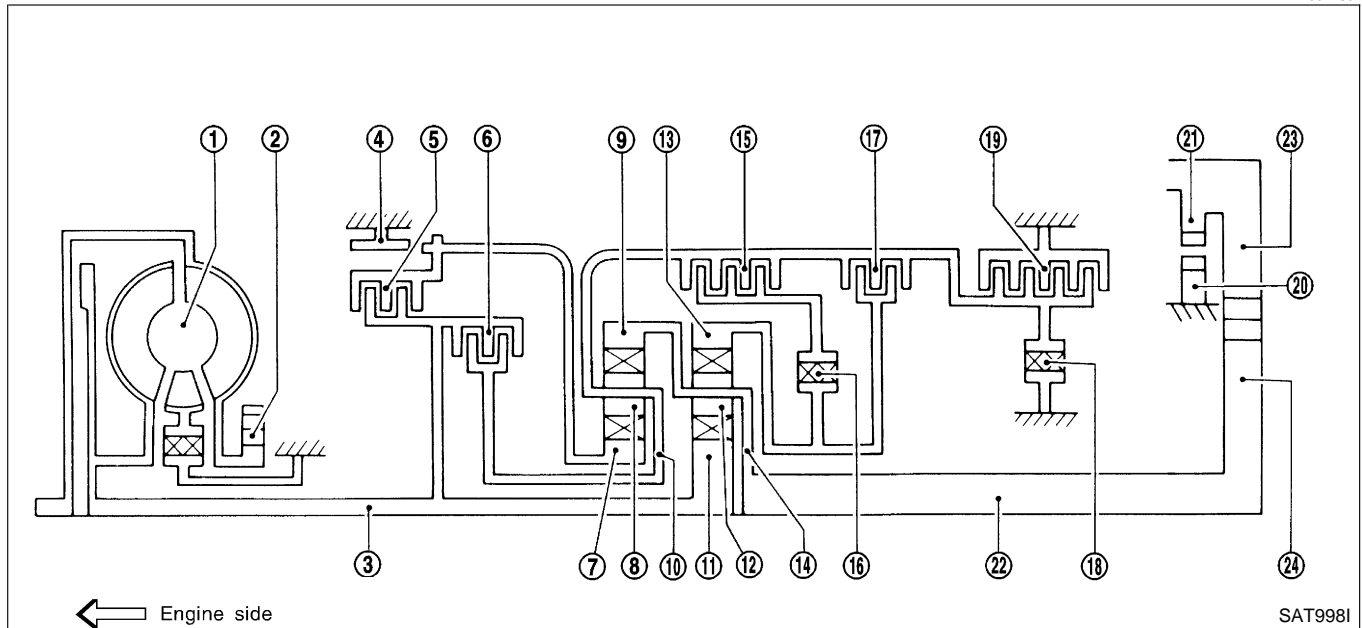 ① ② ④ ⑤ ⑥ ⑨ ⑬ ⑮ ⑰ ⑲ ㉑ ㉓
⑳
③ ⑦ ⑧ ⑩ ⑪ ⑫ ⑭ ⑯ ㉒ ⑱ ㉔
Engine side
SAT998I